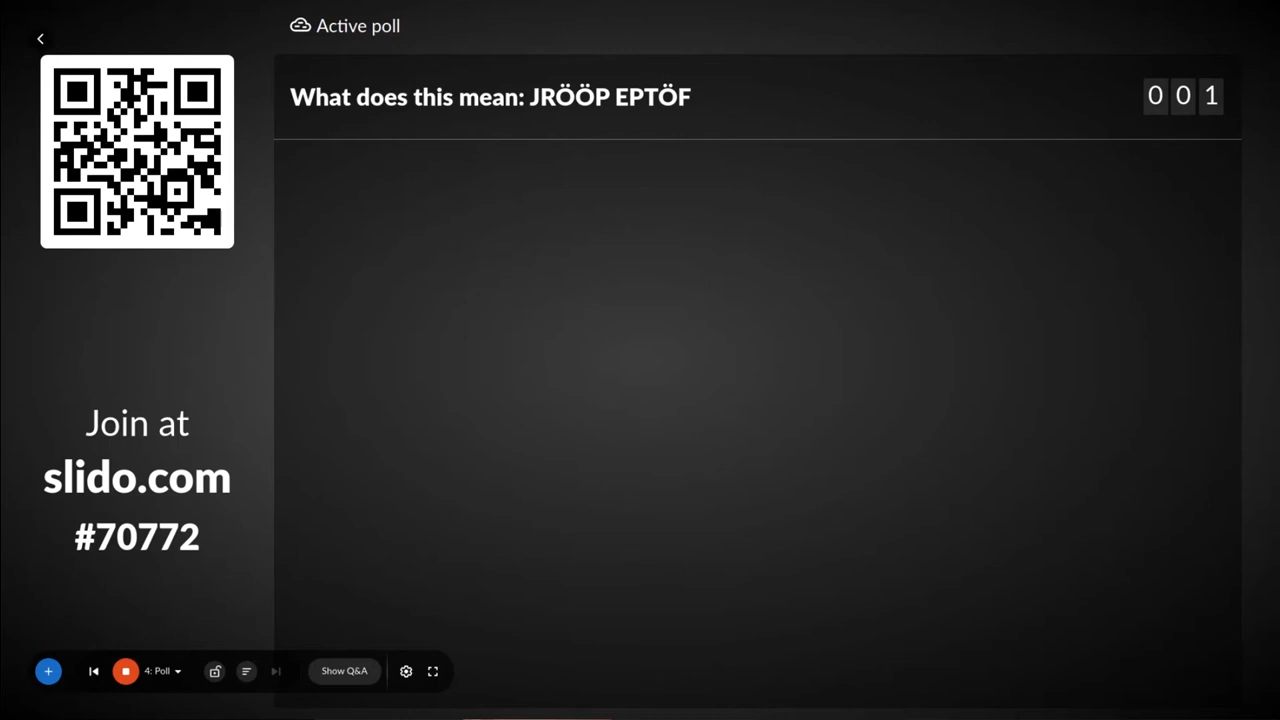 Active poll
What does this mean: JRÖÖP EPTÖF
0 0 1
Join at
slido.com
#70772
4: Poll
Show Q&A